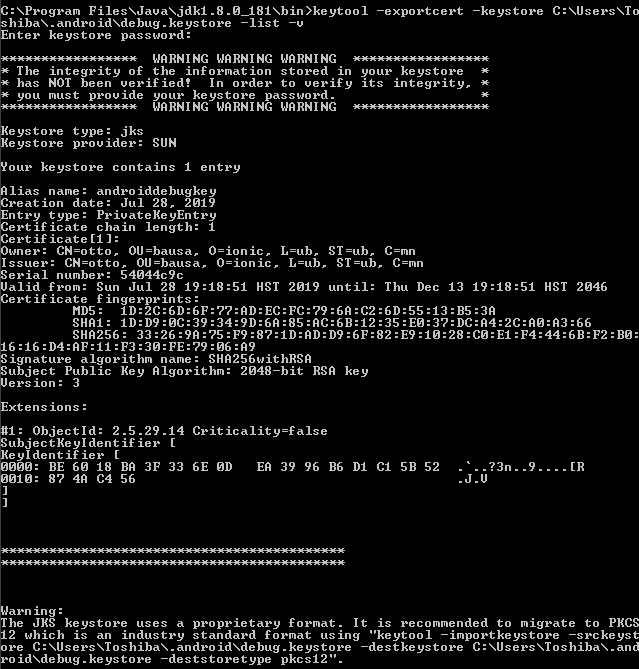 C:\Program Files\Java\jdk1.8.0_181\bin>keytool -exportcert -keystore C:\Users\To
shiba\.android\debug.keystore -list -v
Enter keystore password:
*****************  WARNING WARNING WARNING  *****************
* The integrity of the information stored in your keystore  *
* has NOT been verified!  In order to verify its integrity, *
* you must provide your keystore password.                  *
*****************  WARNING WARNING WARNING  *****************
Keystore type: jks
Keystore provider: SUN
Your keystore contains 1 entry
Alias name: androiddebugkey
Creation date: Jul 28, 2019
Entry type: PrivateKeyEntry
Certificate chain length: 1
Certificate[1]:
Owner: CN=otto, OU=bausa, O=ionic, L=ub, ST=ub, C=mn
Issuer: CN=otto, OU=bausa, O=ionic, L=ub, ST=ub, C=mn
Serial number: 54044c9c
Valid from: Sun Jul 28 19:18:51 HST 2019 until: Thu Dec 13 19:18:51 HST 2046
Certificate fingerprints:
MD5:  1D:2C:6D:6F:77:AD:EC:FC:79:6A:C2:6D:55:13:B5:3A
SHA1: 1D:D9:0C:39:34:9D:6A:85:AC:6B:12:35:E0:37:DC:A4:2C:A0:A3:66
SHA256: 33:26:9A:75:F9:87:1D:AD:D9:6F:82:E9:10:28:C0:E1:F4:44:6B:F2:B0:
16:16:D4:AF:11:F3:30:FE:79:06:A9
Signature algorithm name: SHA256withRSA
Subject Public Key Algorithm: 2048-bit RSA key
Version: 3
Extensions:
#1: ObjectId: 2.5.29.14 Criticality=false
SubjectKeyIdentifier [
KeyIdentifier [
0000: BE 60 18 BA 3F 33 6E 0D   EA 39 96 B6 D1 C1 5B 52  .`..?3n..9....[R
0010: 87 4A C4 56                                        .J.V
]
]
*******************************************
*******************************************
Warning:
The JKS keystore uses a proprietary format. It is recommended to migrate to PKCS
12 which is an industry standard format using "keytool -importkeystore -srckeyst
ore C:\Users\Toshiba\.android\debug.keystore -destkeystore C:\Users\Toshiba\.and
roid\debug.keystore -deststoretype pkcs12".